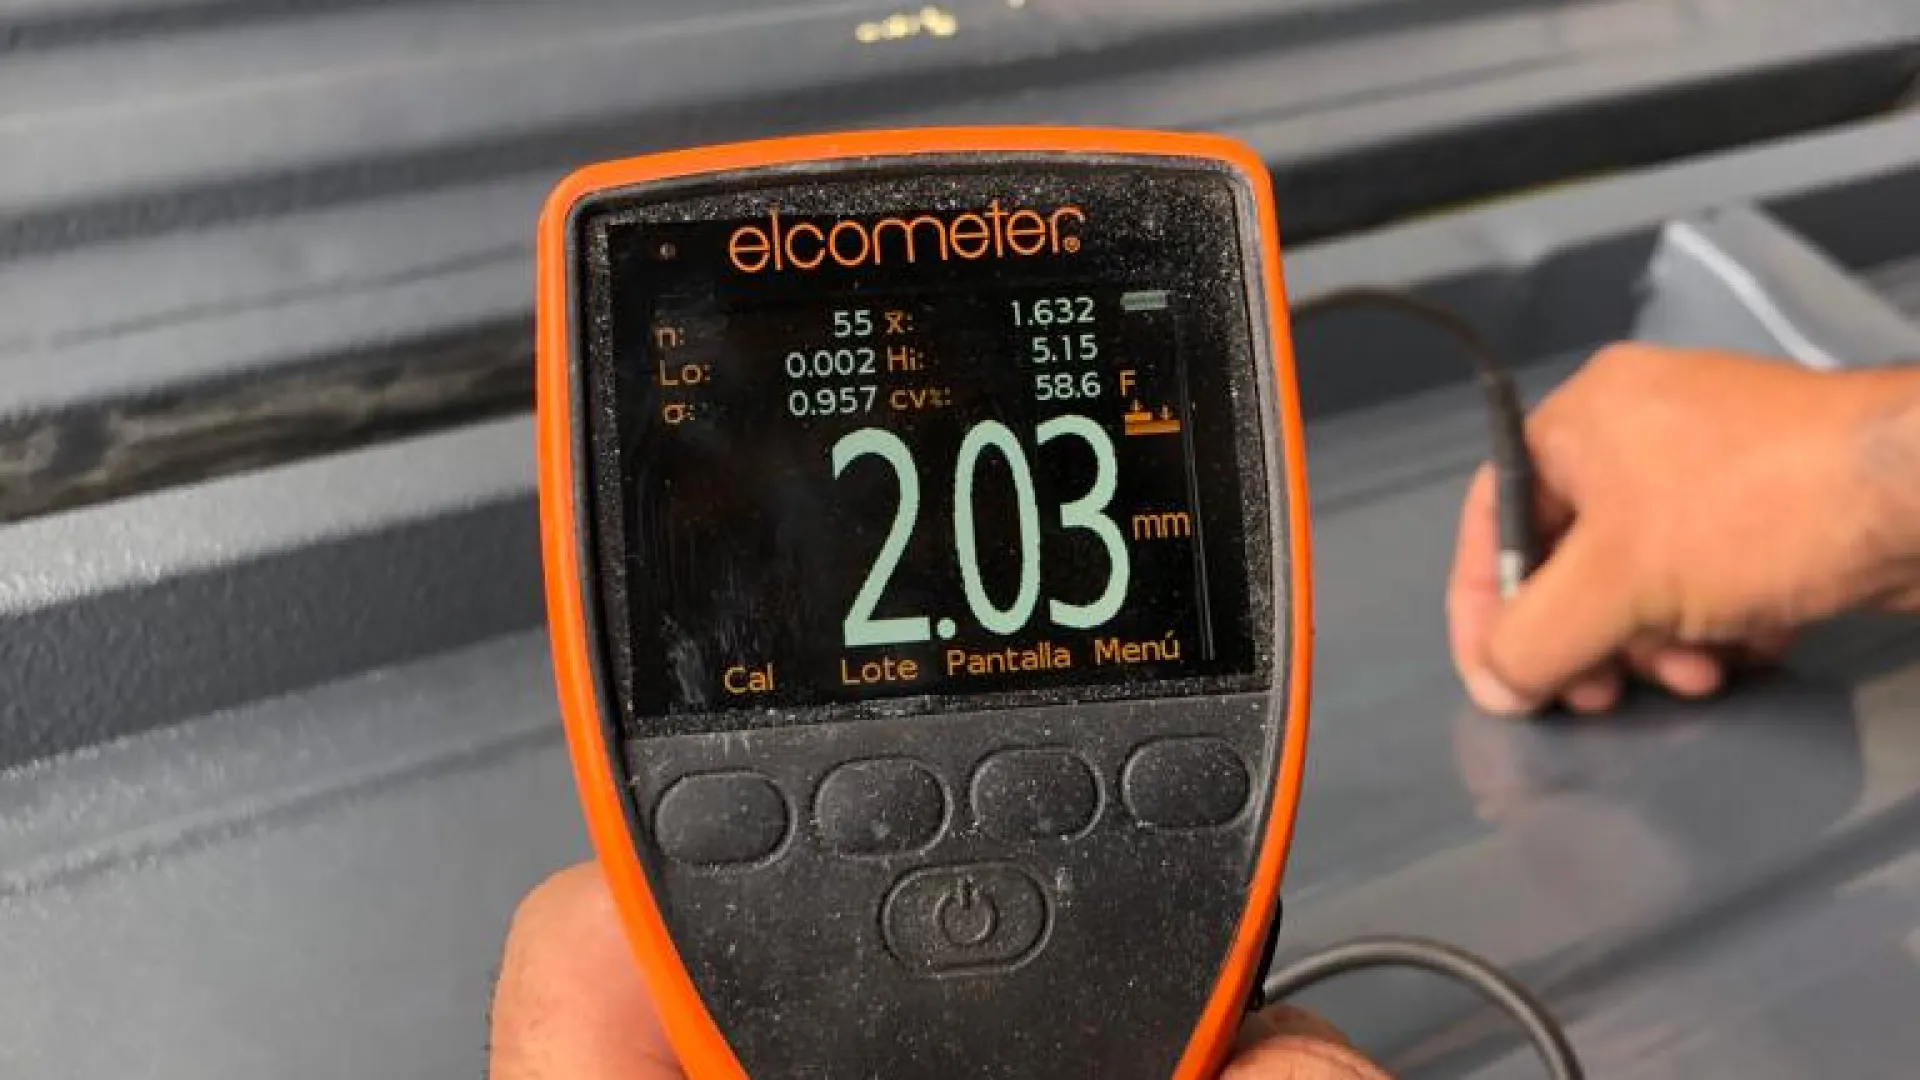 elcometer®
n: 55 x̅: 1.632
Lo: 0.002 Hi: 5.15
σ: 0.957 cv%: 58.6 F
2.03 mm
Cal Lote Pantalla Menú